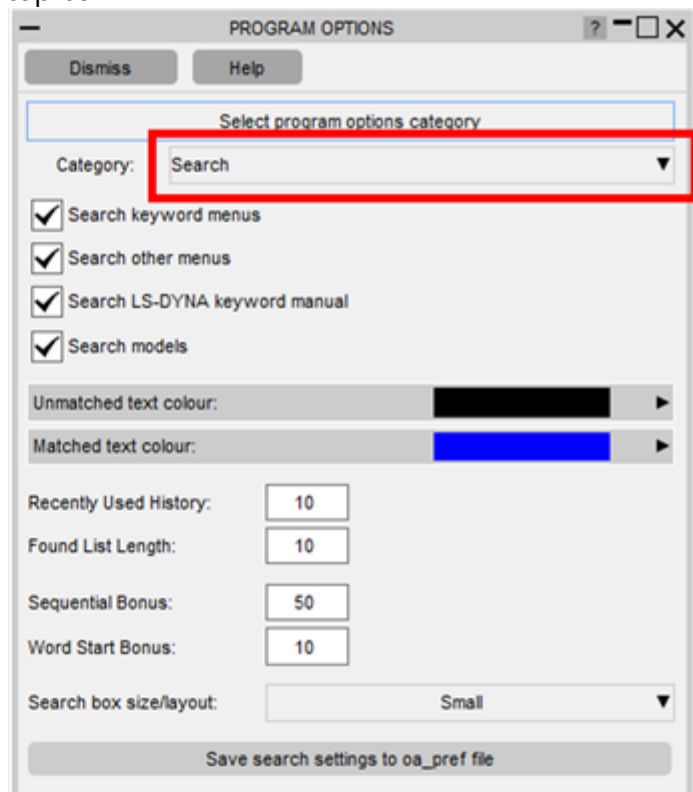 PROGRAM OPTIONS ?
Dismiss Help
Select program options category
Category: Search
Search keyword menus
Search other menus
Search LS-DYNA keyword manual
Search models
Unmatched text colour:
Matched text colour:
Recently Used History: 10
Found List Length: 10
Sequential Bonus: 50
Word Start Bonus: 10
Search box size/layout: Small
Save search settings to oa_pref file